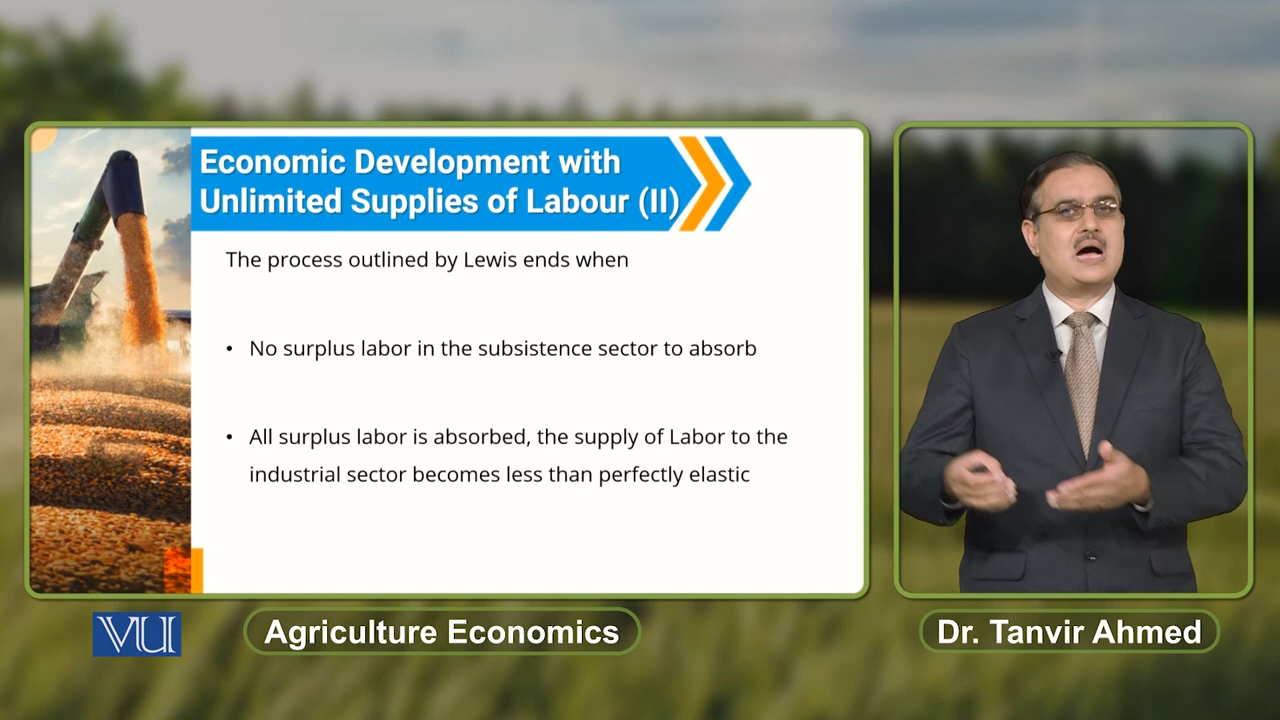 Economic Development with
Unlimited Supplies of Labour (II)
The process outlined by Lewis ends when
• No surplus labor in the subsistence sector to absorb
• All surplus labor is absorbed, the supply of Labor to the
industrial sector becomes less than perfectly elastic
VU
Agriculture Economics
Dr. Tanvir Ahmed